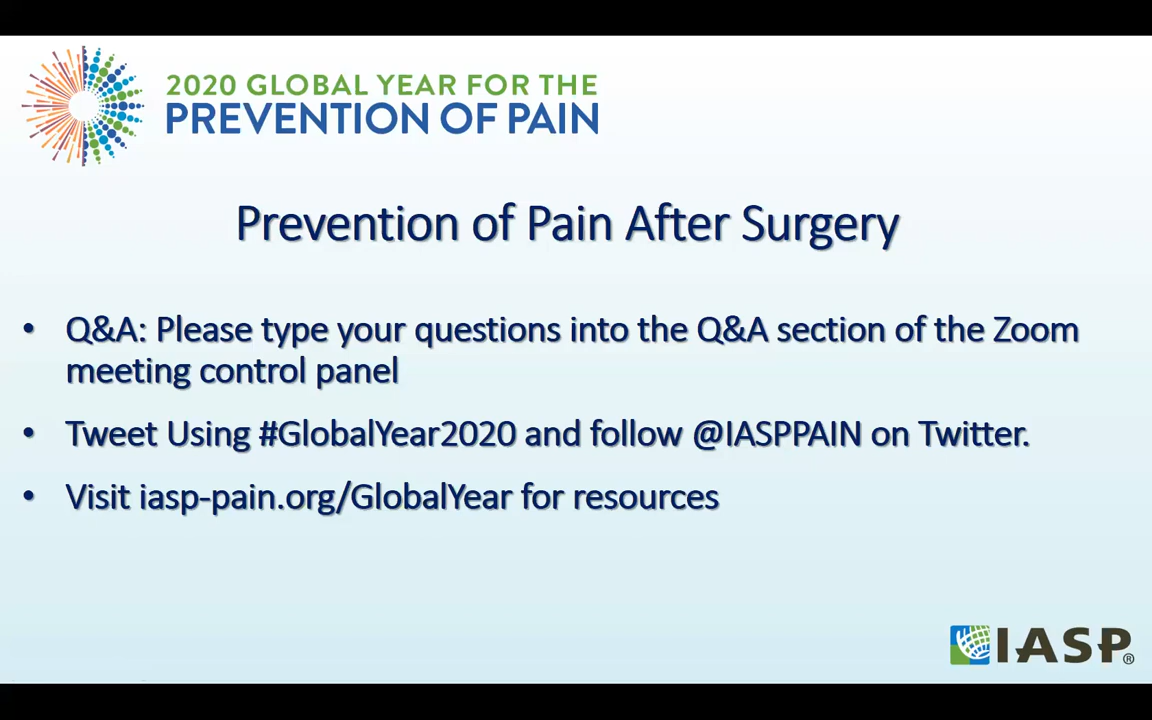 2020 GLOBAL YEAR FOR THE
PREVENTION OF PAIN
Prevention of Pain After Surgery
• Q&A: Please type your questions into the Q&A section of the Zoom
meeting control panel
• Tweet Using #GlobalYear2020 and follow @IASPPAIN on Twitter.
• Visit iasp-pain.org/GlobalYear for resources
IASP®